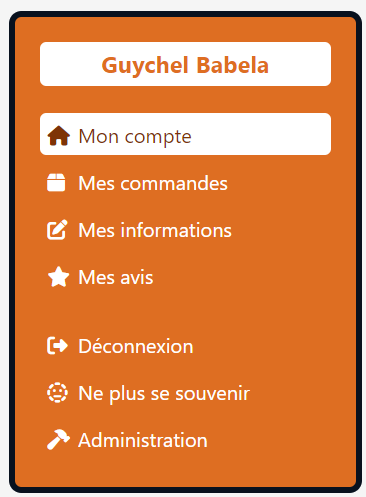 Guychel Babela
Mon compte
Mes commandes
Mes informations
Mes avis
Déconnexion
Ne plus se souvenir
Administration